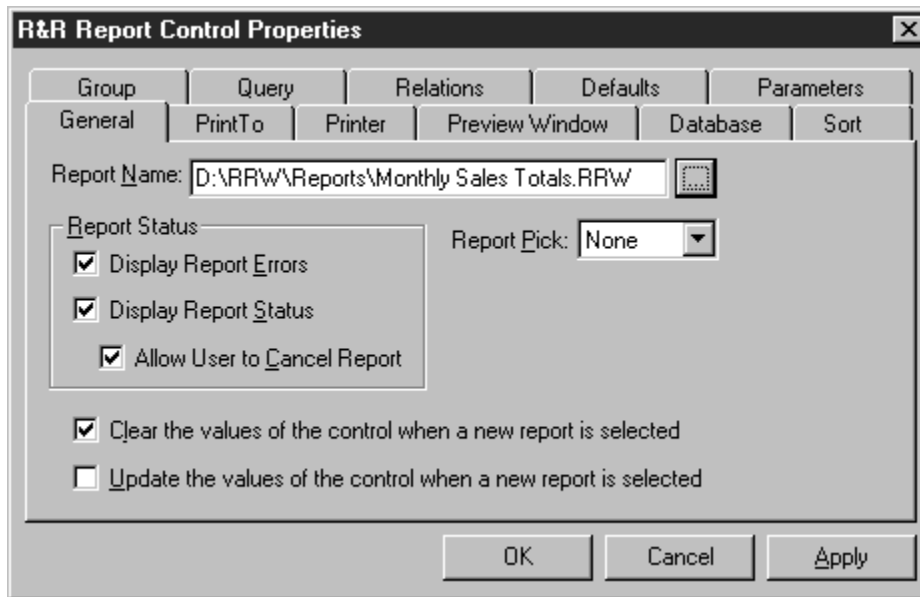 R&R Report Control Properties
Group Query Relations Defaults Parameters
General PrintTo Printer Preview Window Database Sort
Report Name: D:\RRW\Reports\Monthly Sales Totals.RRW ...
Report Status
Report Pick: None
Display Report Errors
Display Report Status
Allow User to Cancel Report
Clear the values of the control when a new report is selected
Update the values of the control when a new report is selected
OK Cancel Apply